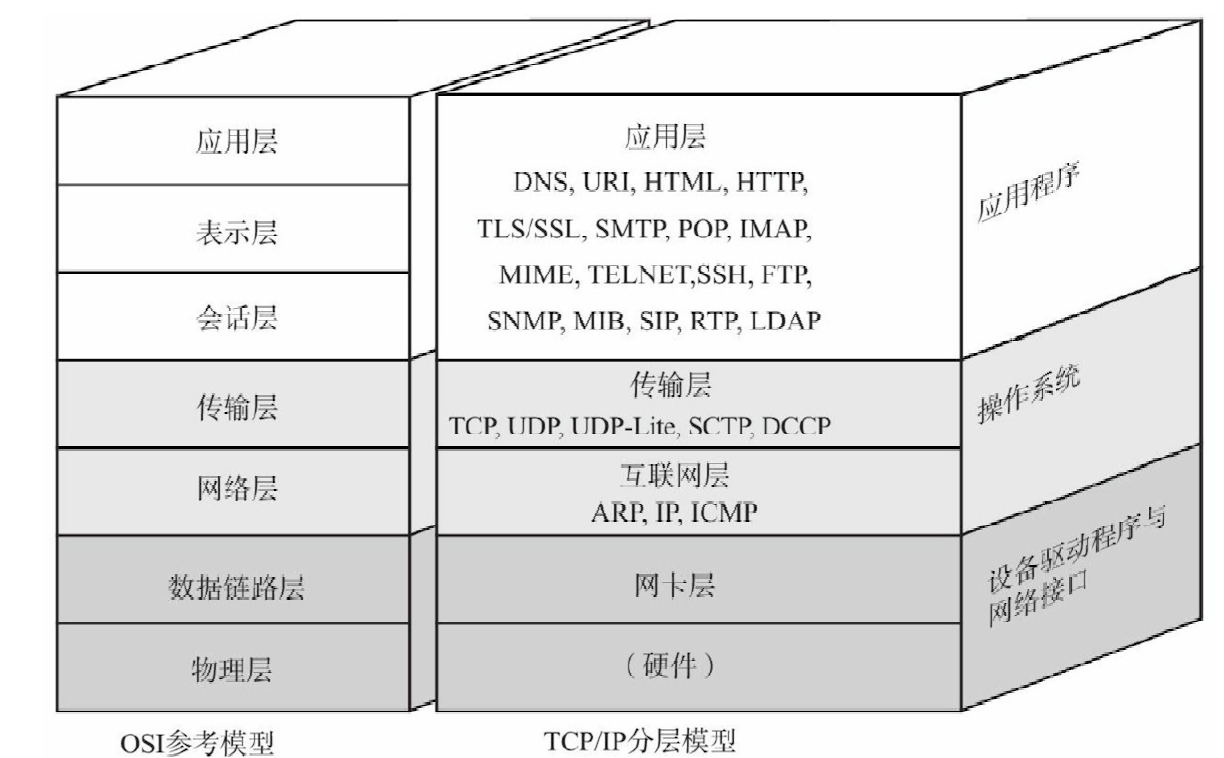 应用层
表示层
会话层
传输层
网络层
数据链路层
物理层
OSI参考模型
应用层
DNS, URI, HTML, HTTP,
TLS/SSL, SMTP, POP, IMAP,
MIME, TELNET,SSH, FTP,
SNMP, MIB, SIP, RTP, LDAP
传输层
TCP, UDP, UDP-Lite, SCTP, DCCP
互联网层
ARP, IP, ICMP
网卡层
（硬件）
TCP/IP分层模型
应用程序
操作系统
设备驱动程序与
网络接口